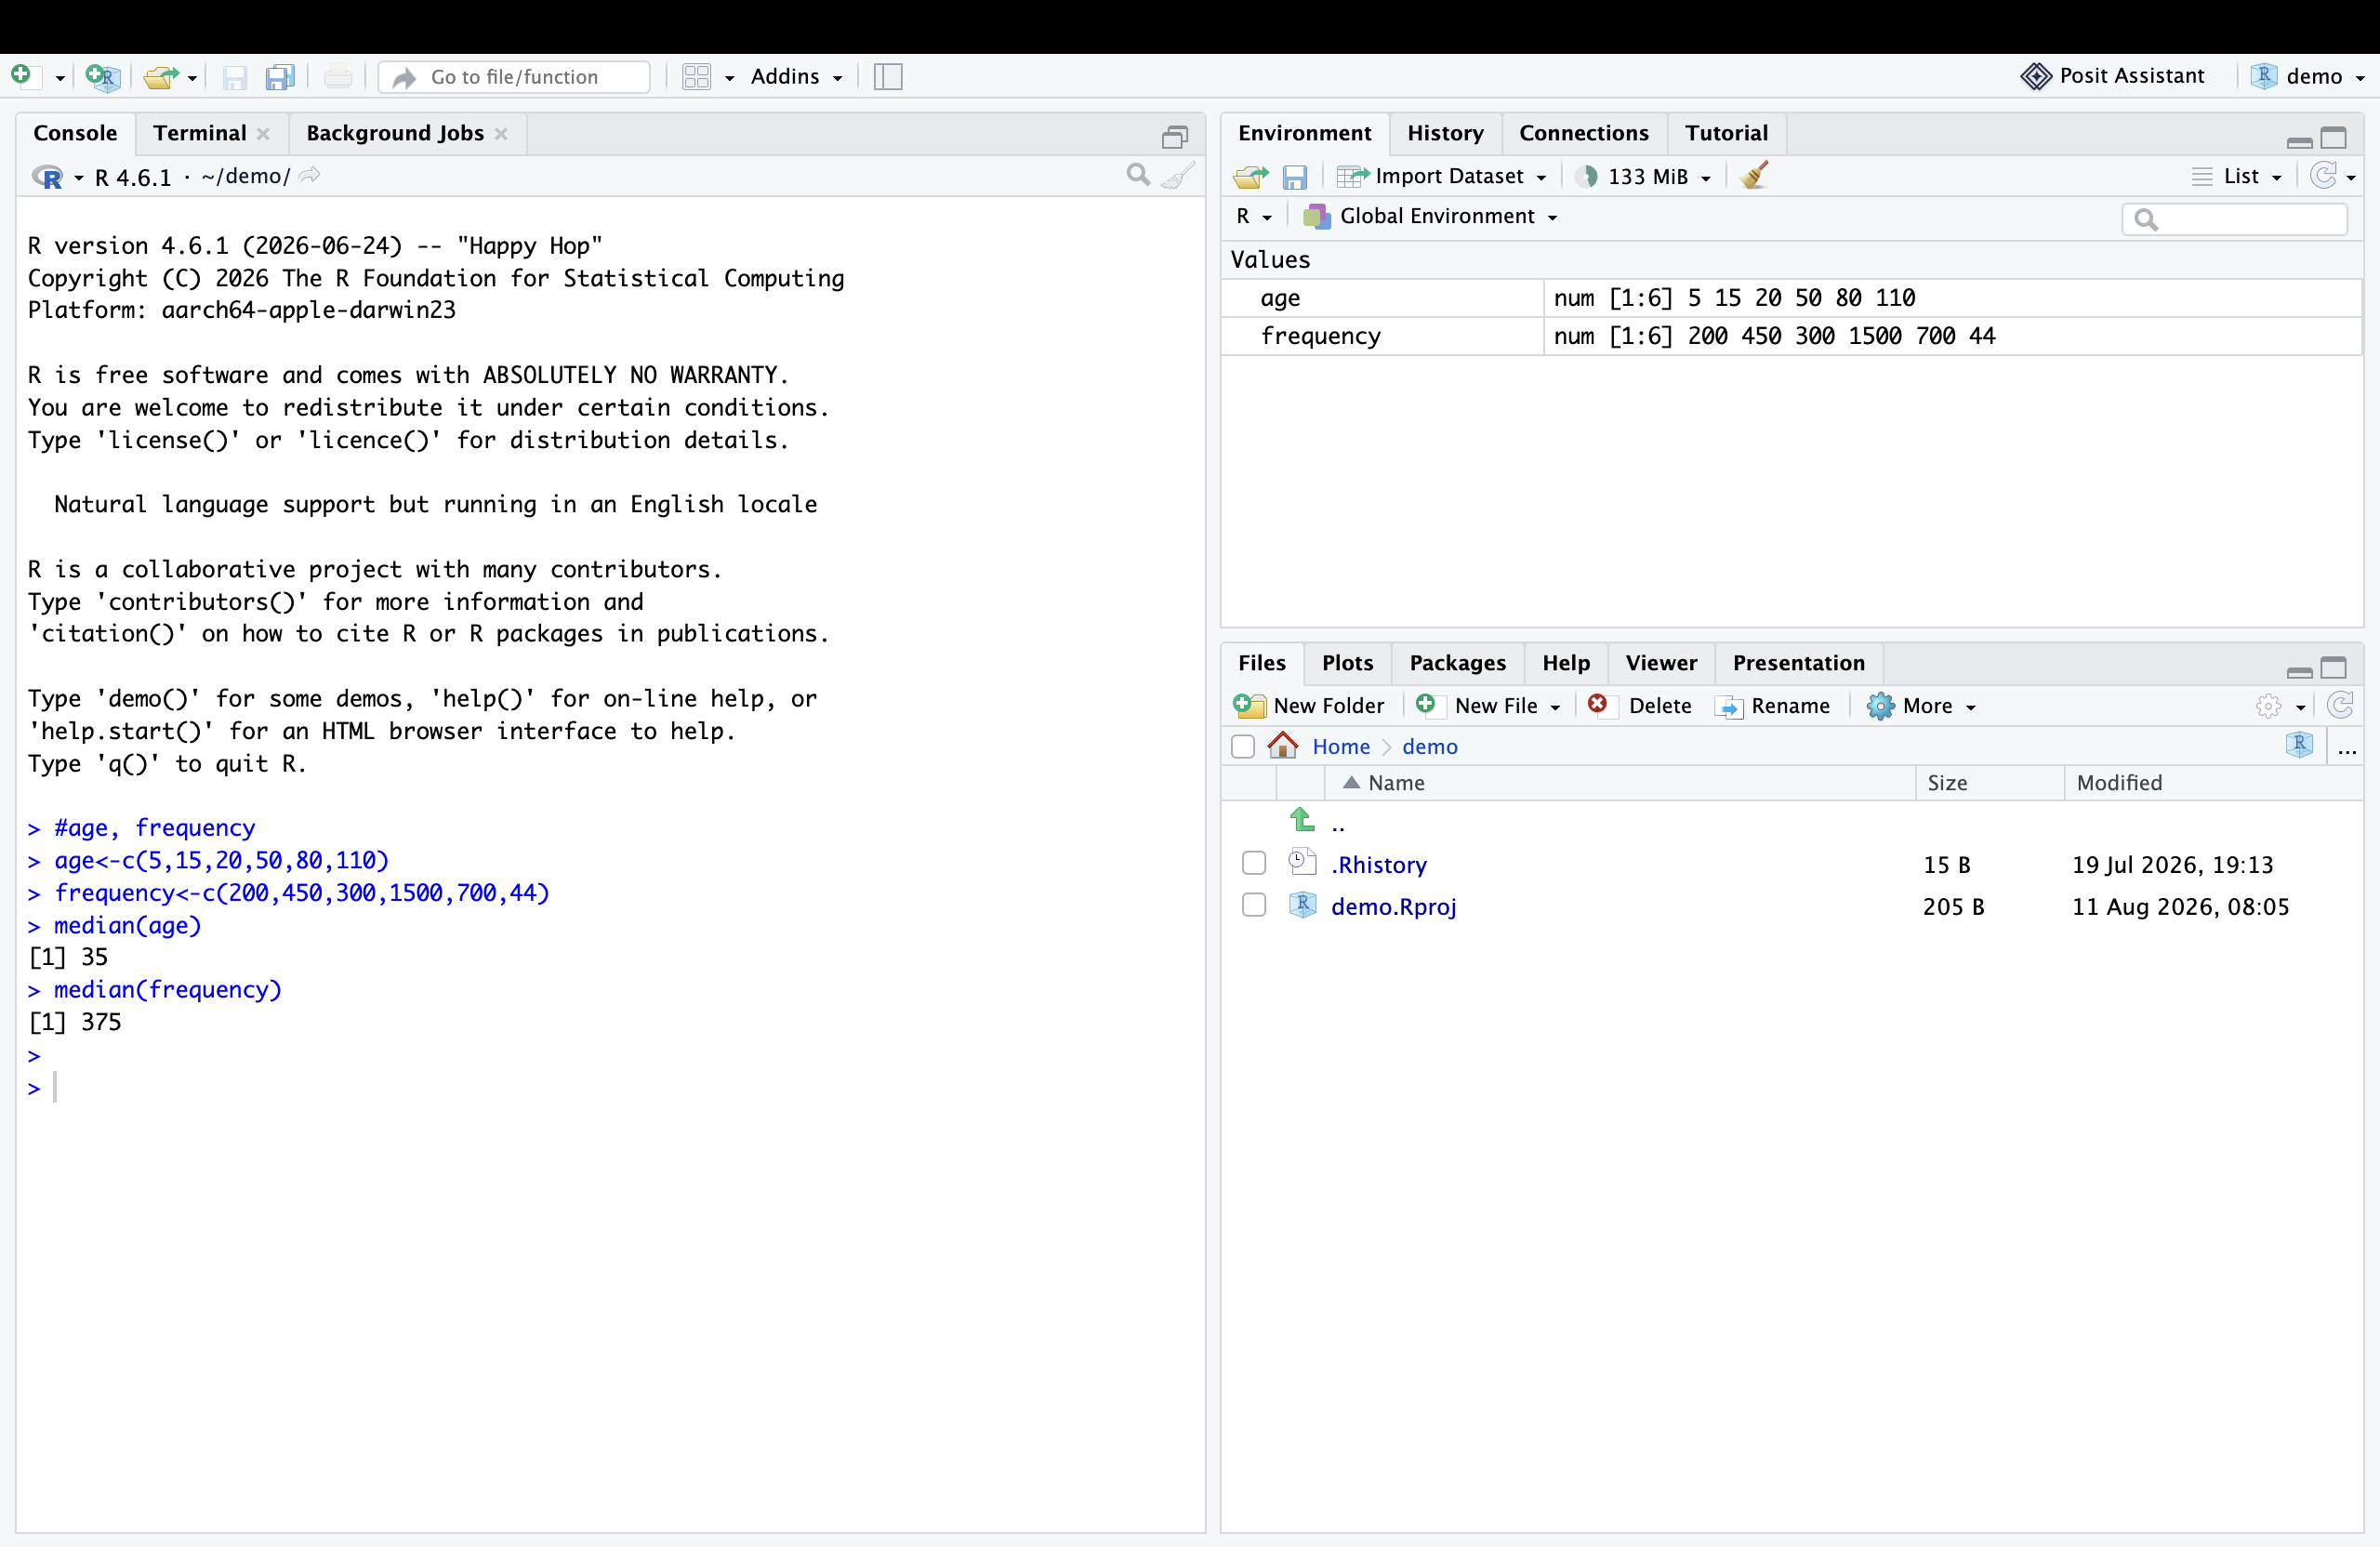 Go to file/function
Addins
Posit Assistant
demo
Console
Terminal
Background Jobs
R 4.6.1 · ~/demo/
R version 4.6.1 (2026-06-24) -- "Happy Hop"
Copyright (C) 2026 The R Foundation for Statistical Computing
Platform: aarch64-apple-darwin23
R is free software and comes with ABSOLUTELY NO WARRANTY.
You are welcome to redistribute it under certain conditions.
Type 'license()' or 'licence()' for distribution details.
Natural language support but running in an English locale
R is a collaborative project with many contributors.
Type 'contributors()' for more information and
'citation()' on how to cite R or R packages in publications.
Type 'demo()' for some demos, 'help()' for on-line help, or
'help.start()' for an HTML browser interface to help.
Type 'q()' to quit R.
> #age, frequency
> age<-c(5,15,20,50,80,110)
> frequency<-c(200,450,300,1500,700,44)
> median(age)
[1] 35
> median(frequency)
[1] 375
>
>
Environment
History
Connections
Tutorial
Import Dataset
133 MiB
List
R
Global Environment
Values
age num [1:6] 5 15 20 50 80 110
frequency num [1:6] 200 450 300 1500 700 44
Files
Plots
Packages
Help
Viewer
Presentation
New Folder
New File
Delete
Rename
More
Home > demo
...
Name Size Modified
..
.Rhistory 15 B 19 Jul 2026, 19:13
demo.Rproj 205 B 11 Aug 2026, 08:05